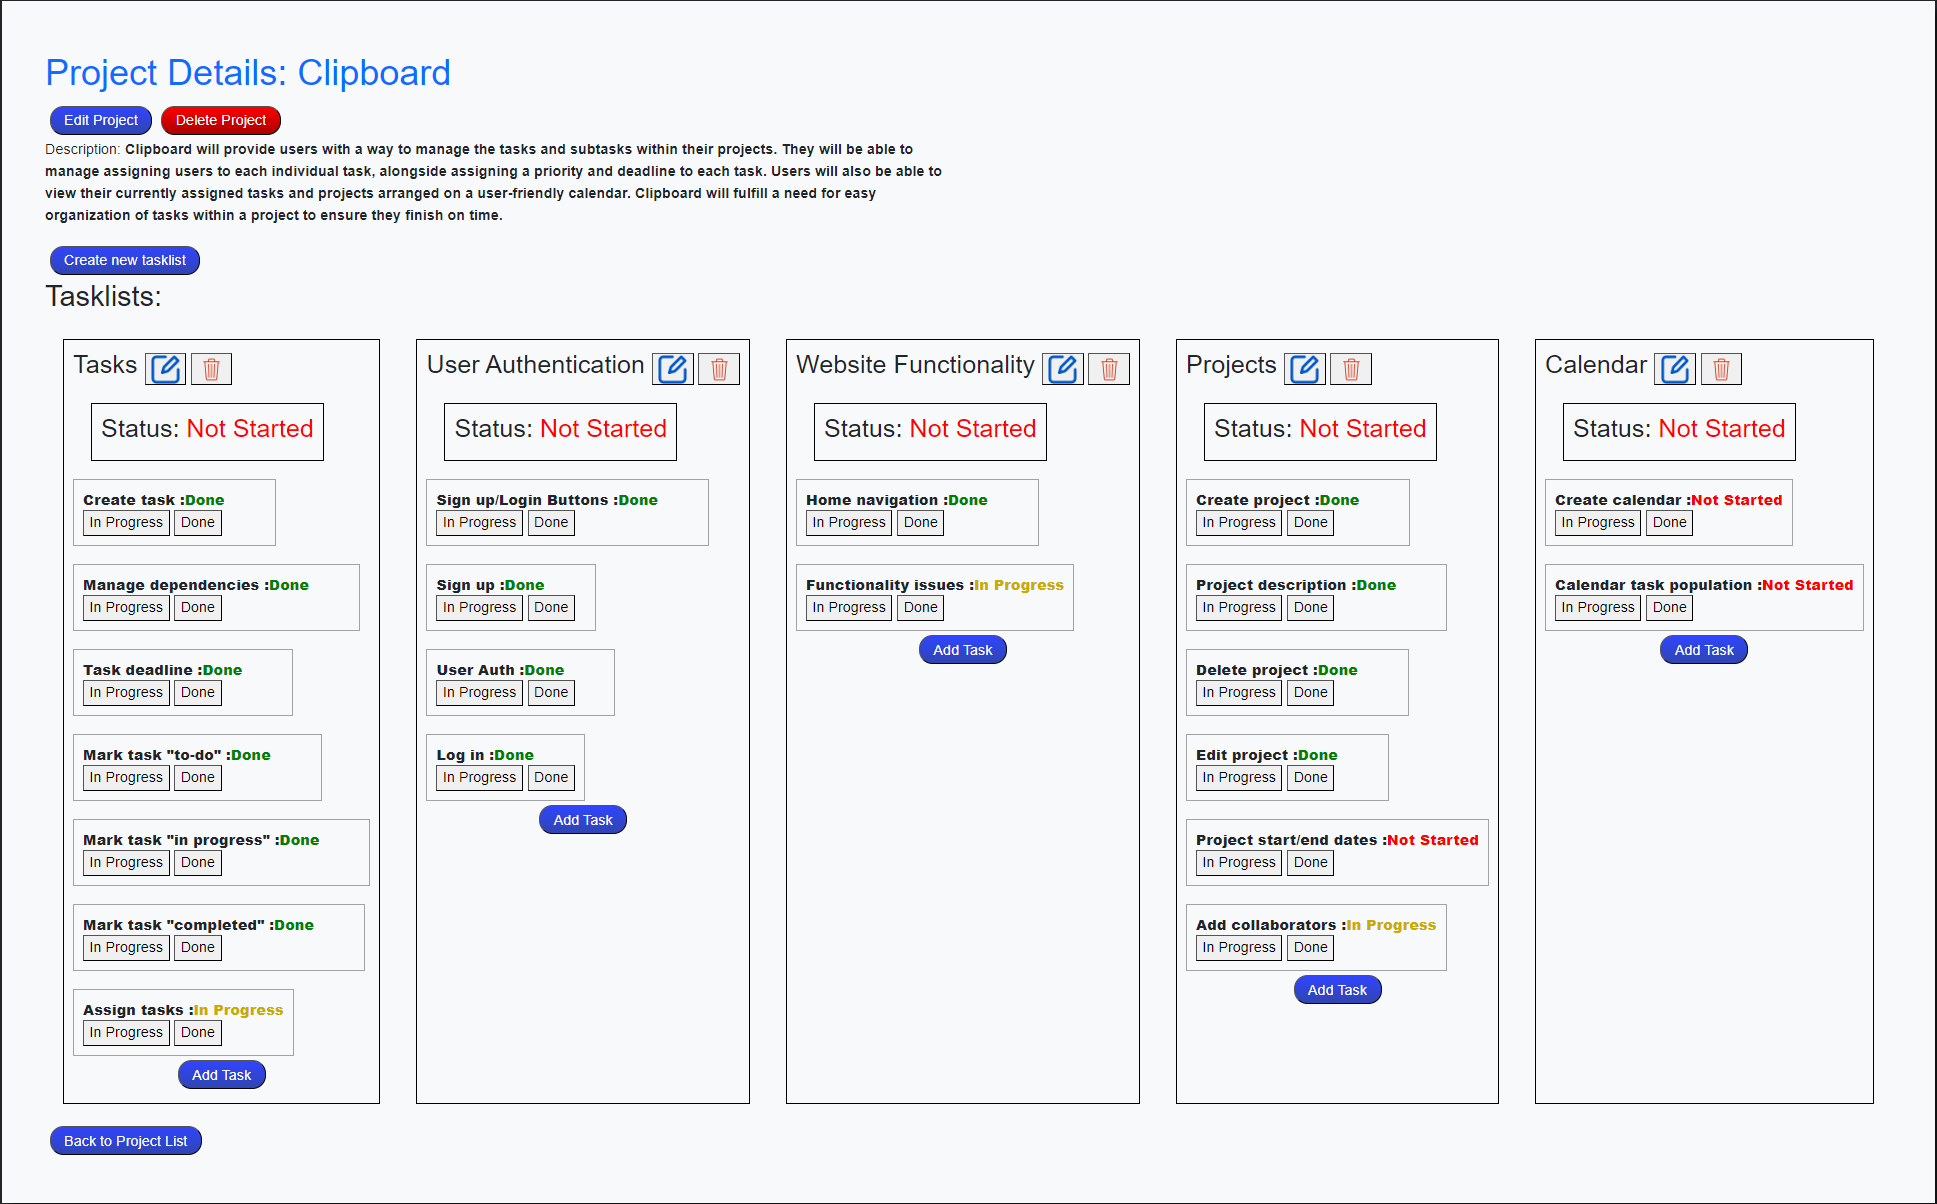 Project Details: Clipboard
Edit Project Delete Project
Description: Clipboard will provide users with a way to manage the tasks and subtasks within their projects. They will be able to
manage assigning users to each individual task, alongside assigning a priority and deadline to each task. Users will also be able to
view their currently assigned tasks and projects arranged on a user-friendly calendar. Clipboard will fulfill a need for easy
organization of tasks within a project to ensure they finish on time.
Create new tasklist
Tasklists:
Tasks
Status: Not Started
Create task :Done
In Progress Done
Manage dependencies :Done
In Progress Done
Task deadline :Done
In Progress Done
Mark task "to-do" :Done
In Progress Done
Mark task "in progress" :Done
In Progress Done
Mark task "completed" :Done
In Progress Done
Assign tasks :In Progress
In Progress Done
Add Task
User Authentication
Status: Not Started
Sign up/Login Buttons :Done
In Progress Done
Sign up :Done
In Progress Done
User Auth :Done
In Progress Done
Log in :Done
In Progress Done
Add Task
Website Functionality
Status: Not Started
Home navigation :Done
In Progress Done
Functionality issues :In Progress
In Progress Done
Add Task
Projects
Status: Not Started
Create project :Done
In Progress Done
Project description :Done
In Progress Done
Delete project :Done
In Progress Done
Edit project :Done
In Progress Done
Project start/end dates :Not Started
In Progress Done
Add collaborators :In Progress
In Progress Done
Add Task
Calendar
Status: Not Started
Create calendar :Not Started
In Progress Done
Calendar task population :Not Started
In Progress Done
Add Task
Back to Project List